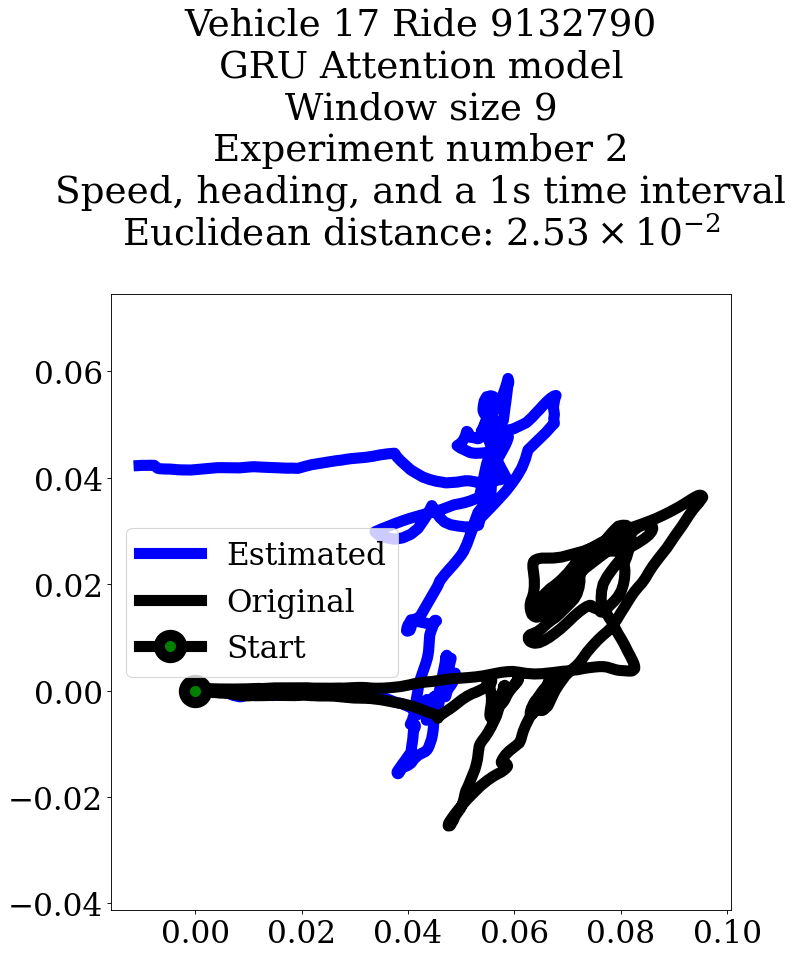 Vehicle 17 Ride 9132790
GRU Attention model
Window size 9
Experiment number 2
Speed, heading, and a 1s time interval
Euclidean distance: 2.53 × 10⁻²
0.06
0.04
0.02
0.00
−0.02
−0.04
Estimated
Original
Start
0.00 0.02 0.04 0.06 0.08 0.10